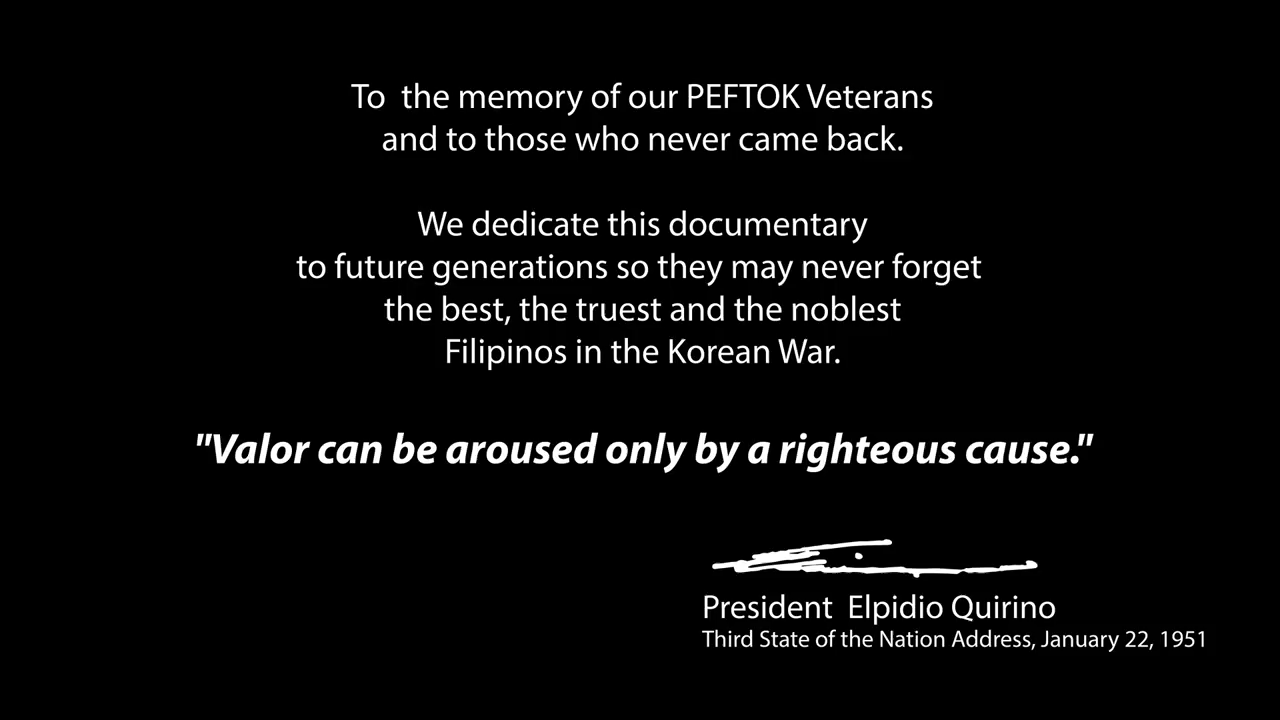 To the memory of our PEFTOK Veterans
and to those who never came back.
We dedicate this documentary
to future generations so they may never forget
the best, the truest and the noblest
Filipinos in the Korean War.
"Valor can be aroused only by a righteous cause."
President Elpidio Quirino
Third State of the Nation Address, January 22, 1951